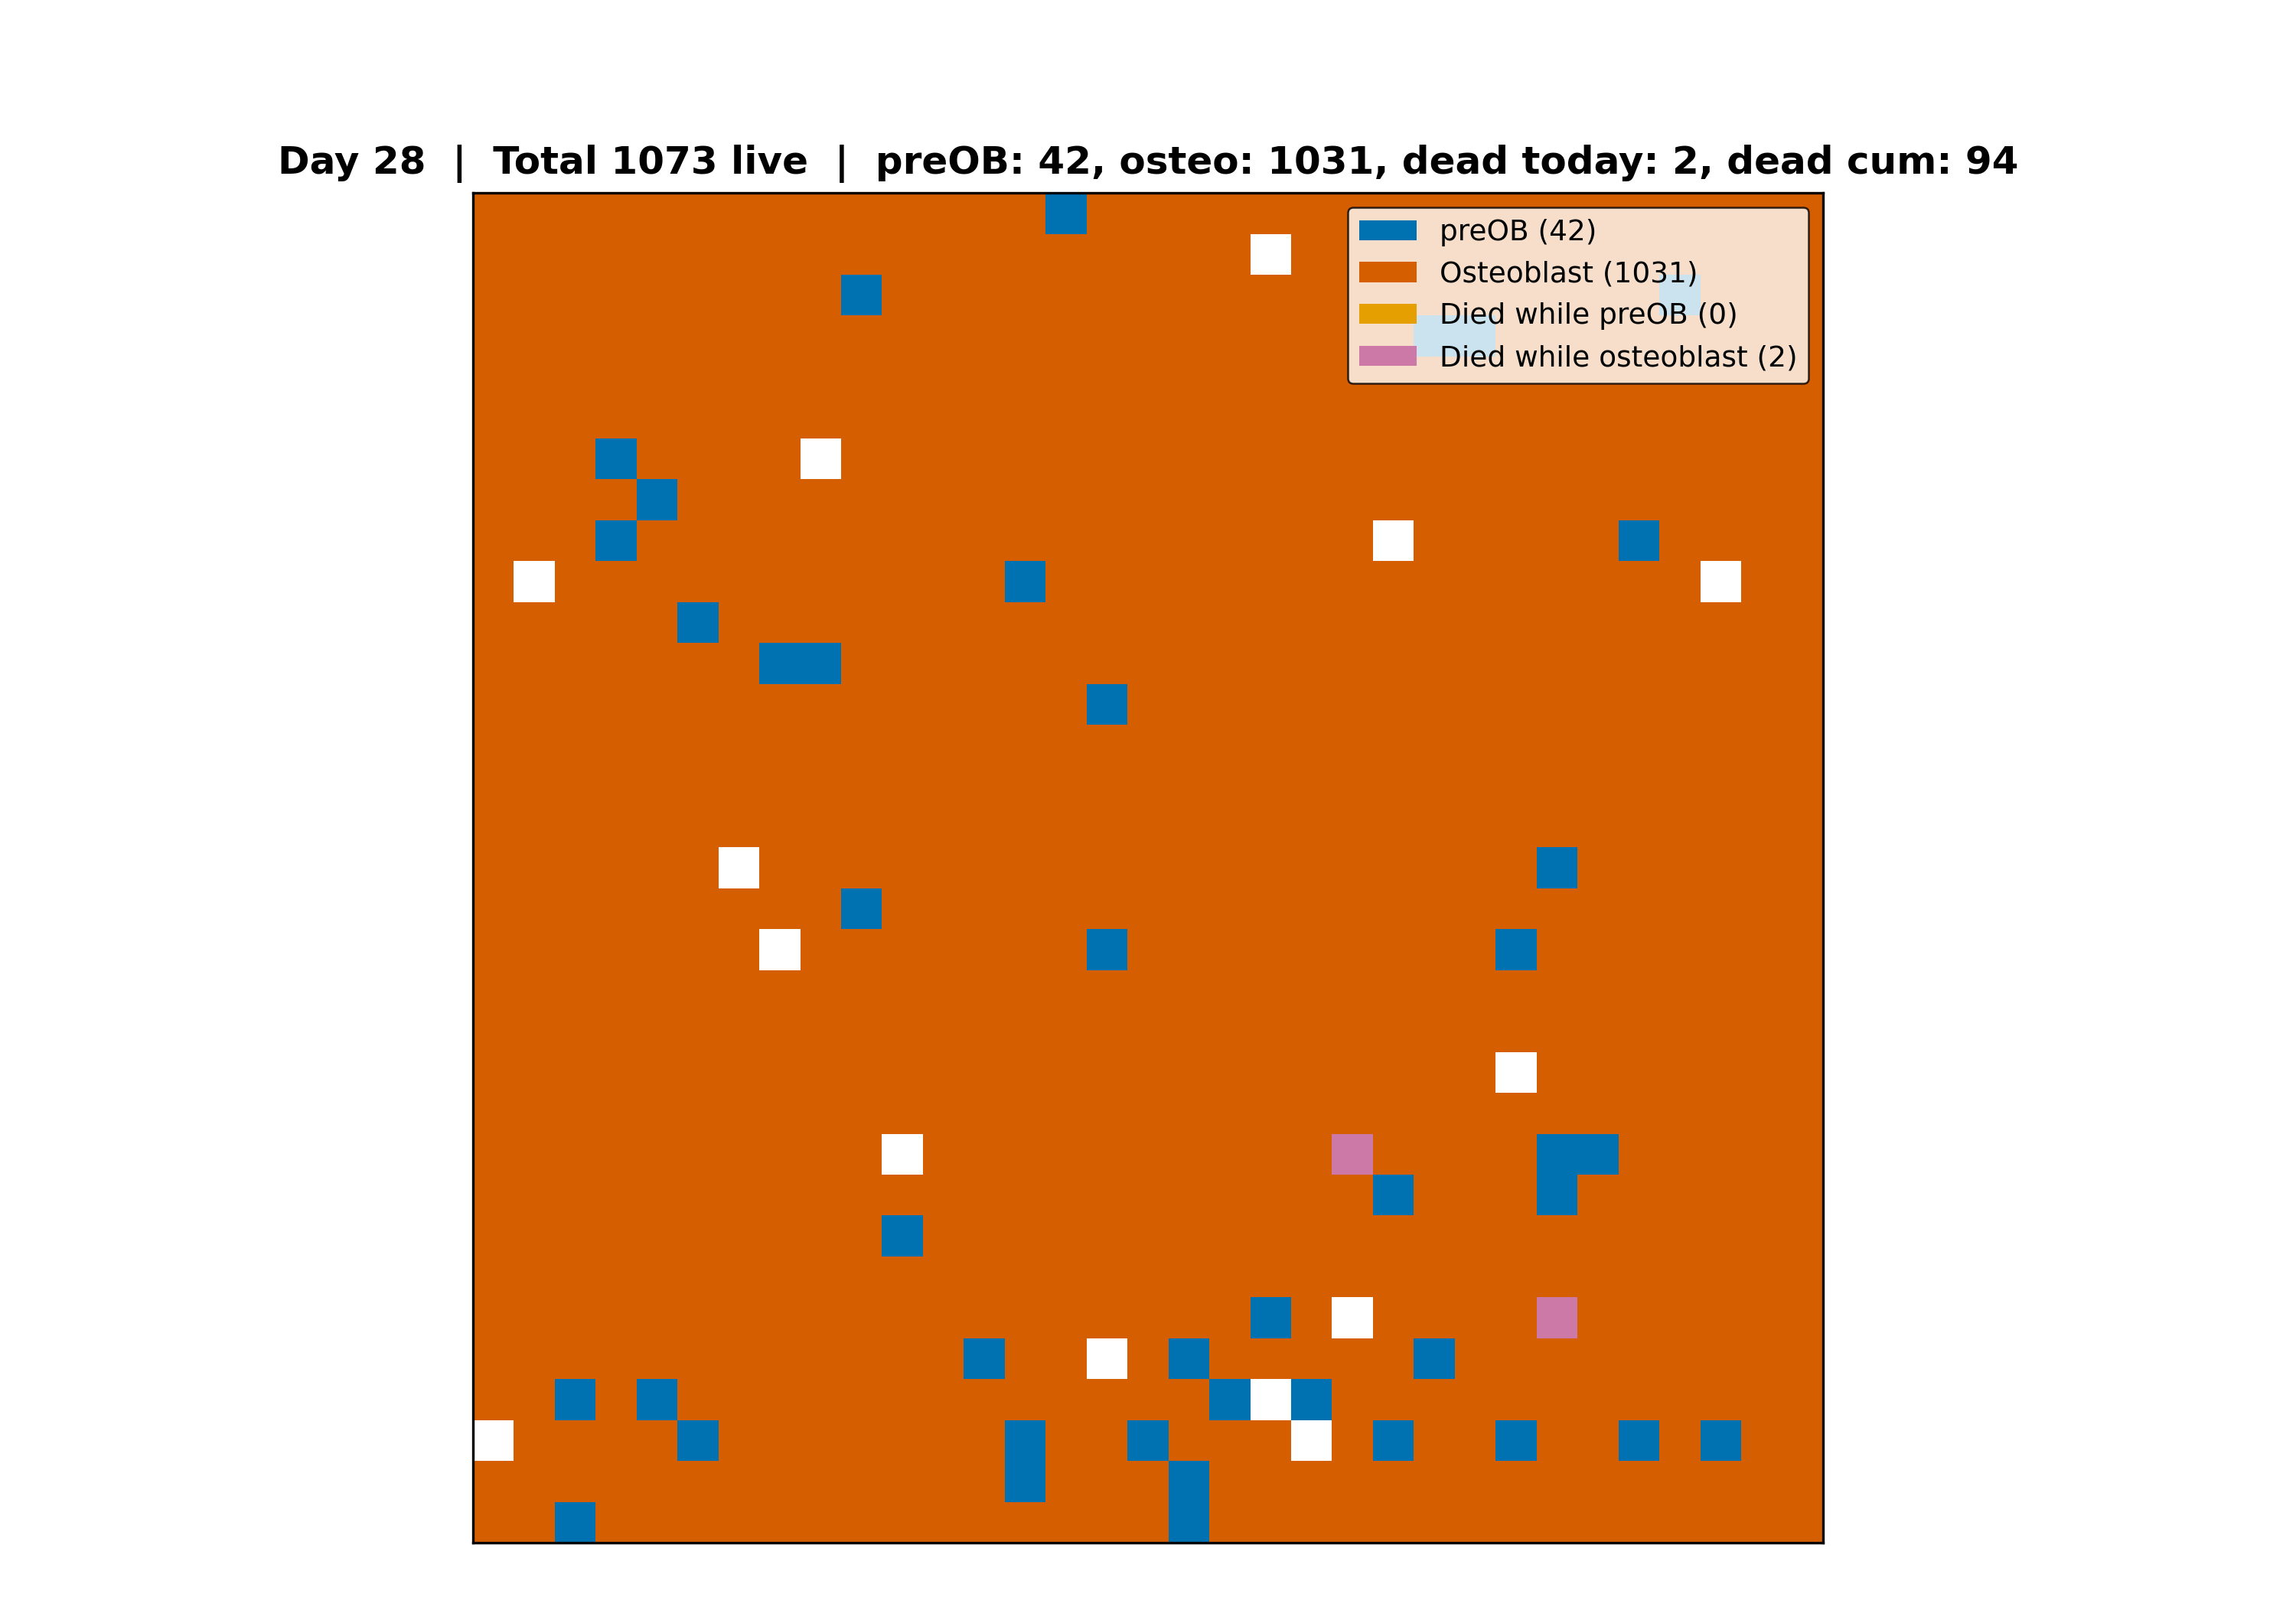 Day 28 | Total 1073 live | preOB: 42, osteo: 1031, dead today: 2, dead cum: 94
preOB (42)
Osteoblast (1031)
Died while preOB (0)
Died while osteoblast (2)